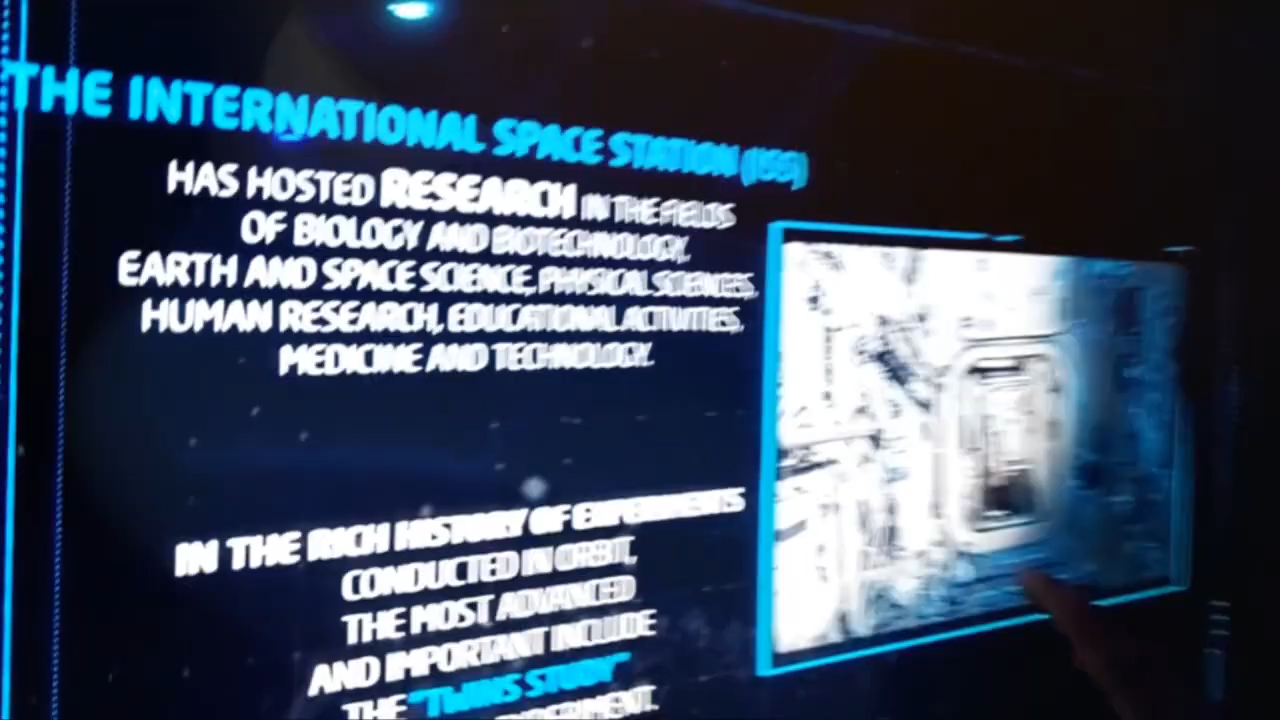 THE INTERNATIONAL SPACE STATION (ISS)
HAS HOSTED RESEARCH IN THE FIELDS
OF BIOLOGY AND BIOTECHNOLOGY,
EARTH AND SPACE SCIENCE, PHYSICAL SCIENCES,
HUMAN RESEARCH, EDUCATIONAL ACTIVITIES,
MEDICINE AND TECHNOLOGY.
IN THE RICH HISTORY OF EXPERIMENTS
CONDUCTED IN ORBIT,
THE MOST ADVANCED
AND IMPORTANT INCLUDE
THE "TWINS STUDY"
EXPERIMENT.